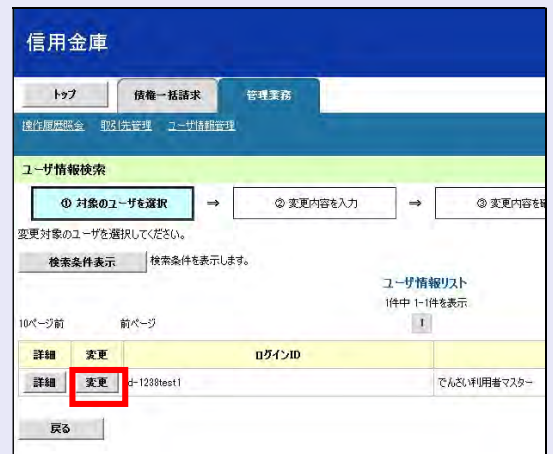 信用金庫
トップ 債権一括請求 管理業務
操作履歴照会 取引先管理 ユーザ情報管理
ユーザ情報検索
① 対象のユーザを選択 ⇒ ② 変更内容を入力 ⇒ ③ 変更内容を
変更対象のユーザを選択してください。
検索条件表示 検索条件を表示します。
ユーザ情報リスト
1件中 1-1件を表示
10ページ前 前ページ 1
詳細 変更 ログインID
詳細 変更 d-1238test1 でんさい利用者マスター
戻る